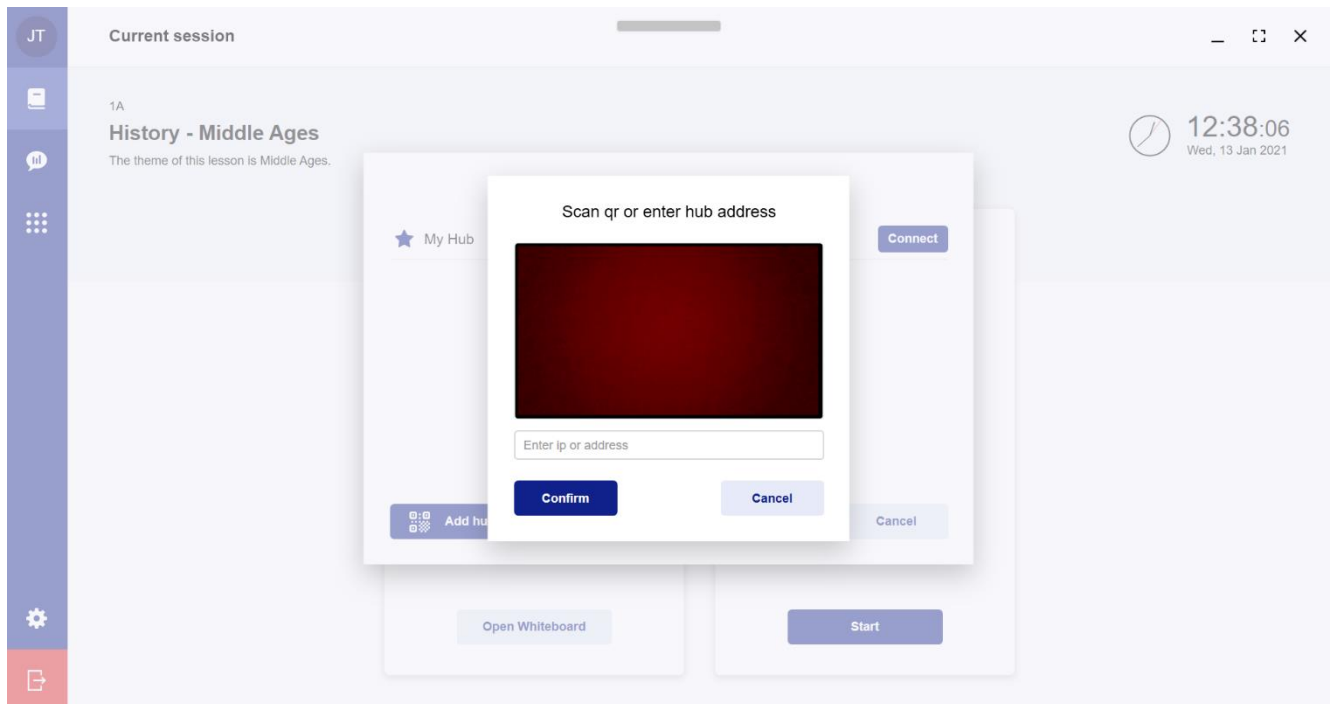 JT
Current session
1A
History - Middle Ages
The theme of this lesson is Middle Ages.
12:38:06
Wed, 13 Jan 2021
Scan qr or enter hub address
My Hub
Connect
Enter ip or address
Confirm
Cancel
Add hu
Cancel
Open Whiteboard
Start